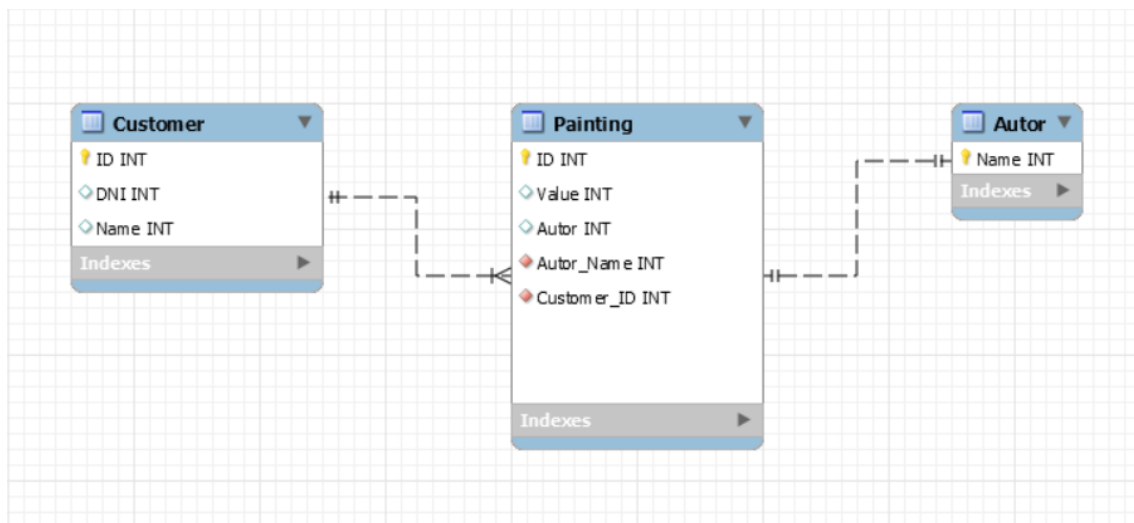 Customer
ID INT
DNI INT
Name INT
Indexes
Painting
ID INT
Value INT
Autor INT
Autor_Name INT
Customer_ID INT
Indexes
Autor
Name INT
Indexes